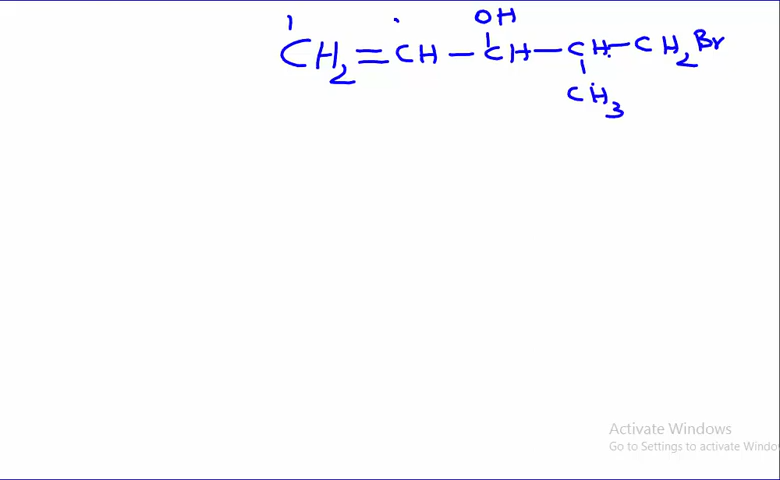 1
OH
CH2=CH-CH-CH-CH2Br
CH3
Activate Windows
Go to Settings to activate Windo